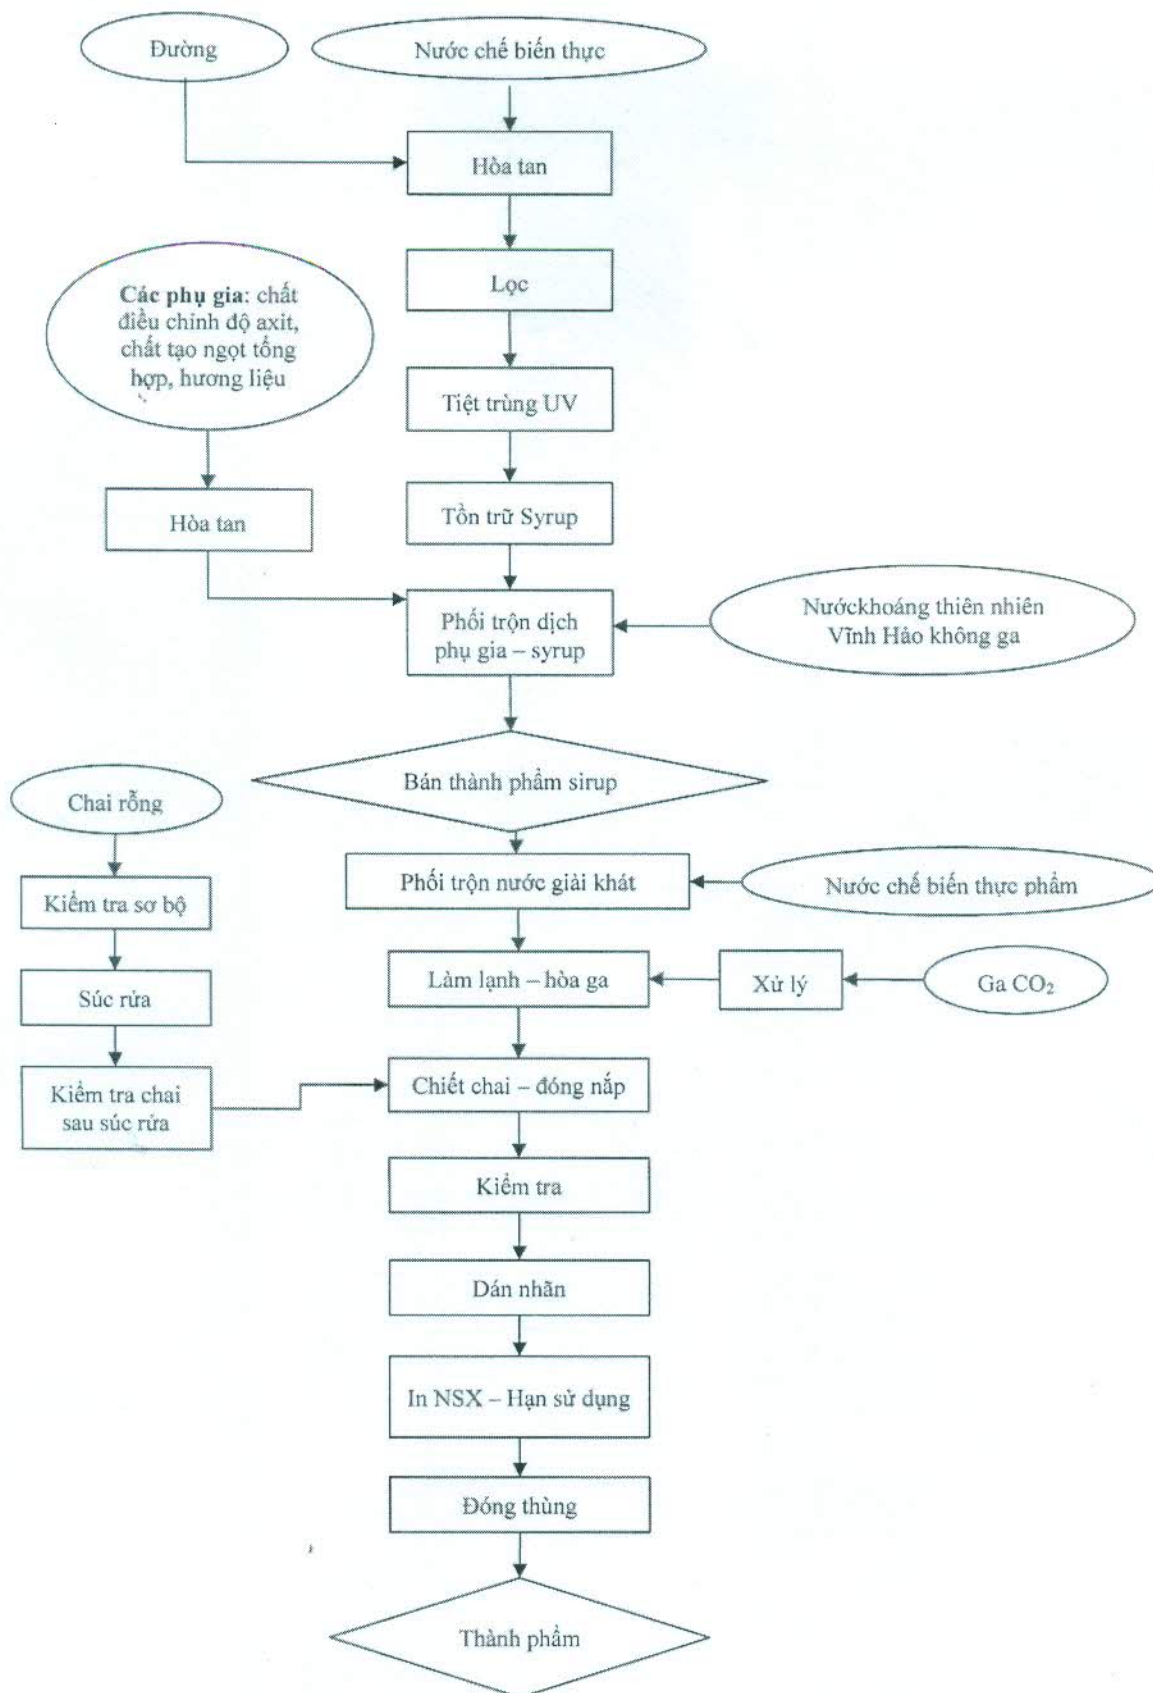 Đường
Nước chế biến thực
Hòa tan
Lọc
Các phụ gia: chất
điều chỉnh độ axit,
chất tạo ngọt tổng
hợp, hương liệu
Tiệt trùng UV
Tồn trữ Syrup
Hòa tan
Phối trộn dịch
phụ gia – syrup
Nướckhoáng thiên nhiên
Vĩnh Hảo không ga
Bán thành phẩm sirup
Chai rỗng
Phối trộn nước giải khát
Nước chế biến thực phẩm
Kiểm tra sơ bộ
Làm lạnh – hòa ga
Xử lý
Ga CO₂
Súc rửa
Chiết chai – đóng nắp
Kiểm tra chai
sau súc rửa
Kiểm tra
Dán nhãn
In NSX – Hạn sử dụng
Đóng thùng
Thành phẩm